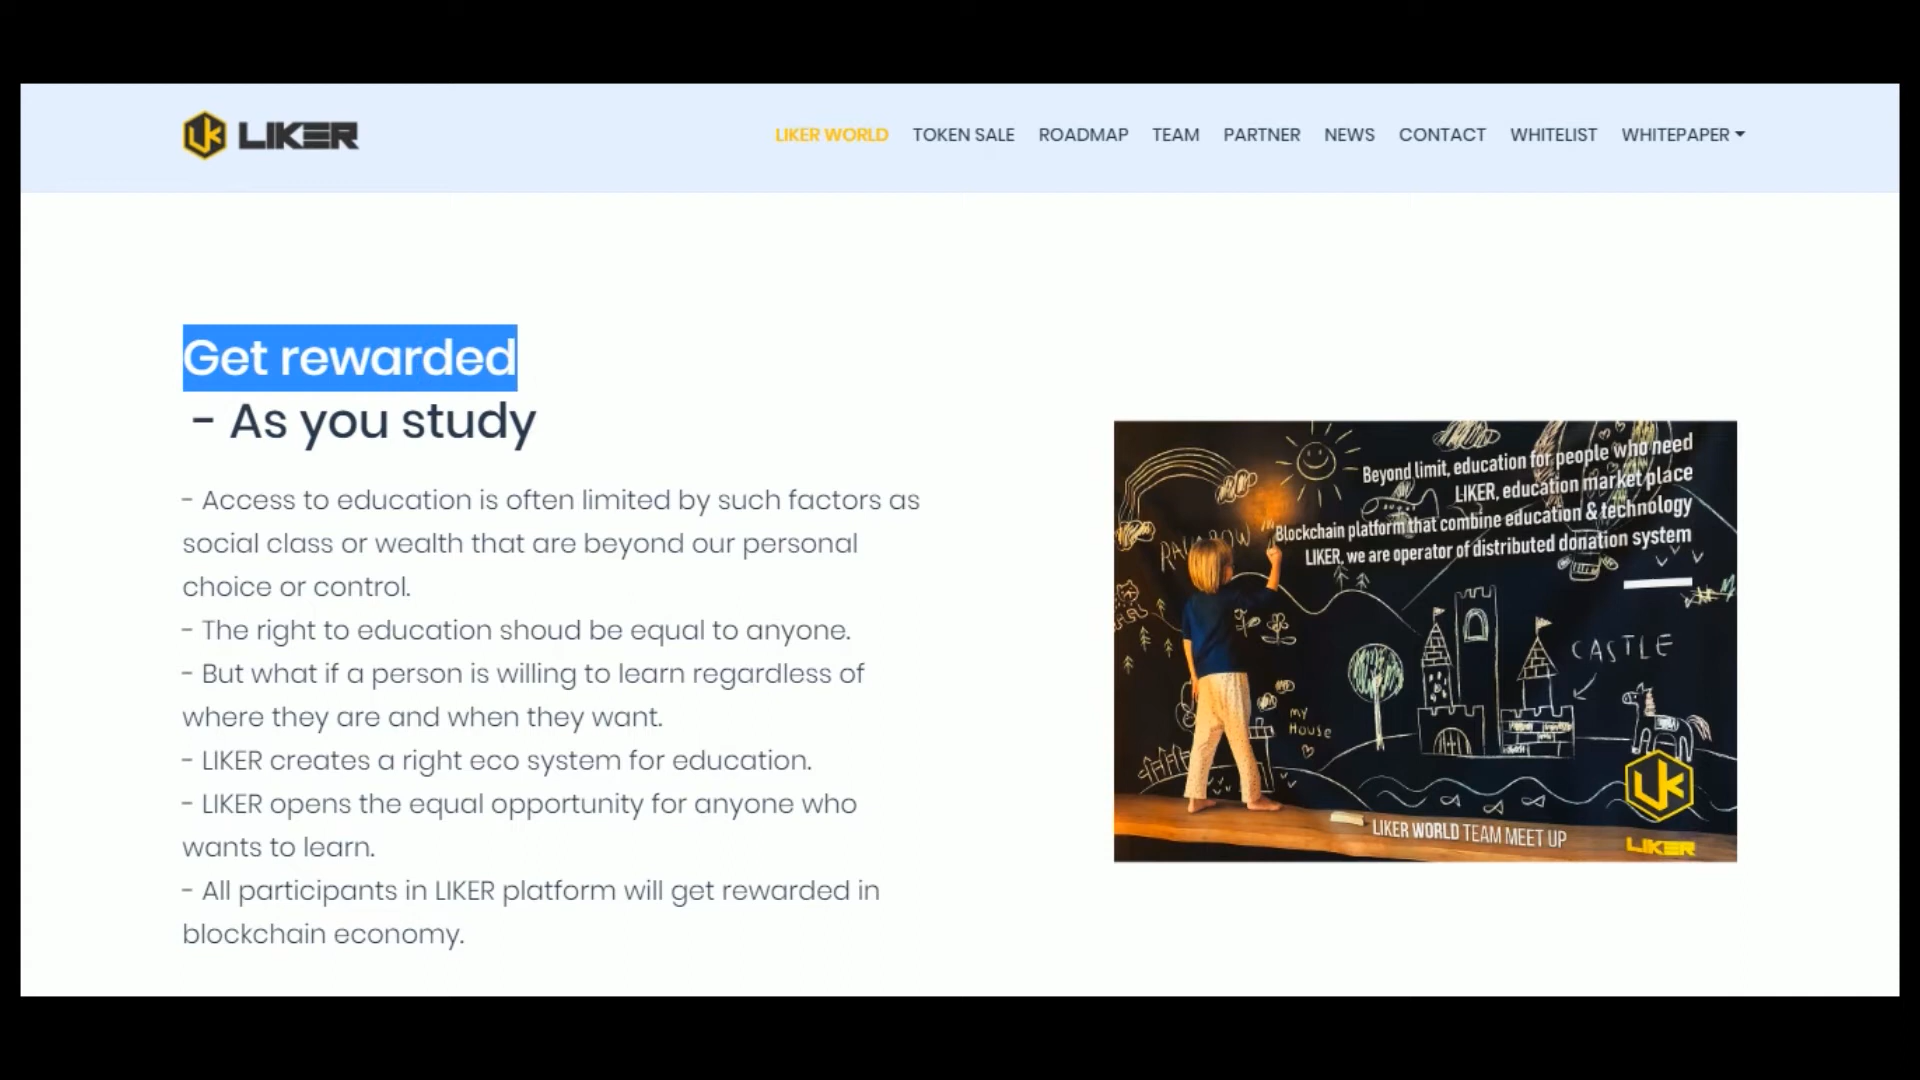 LIKER
LIKER WORLD TOKEN SALE ROADMAP TEAM PARTNER NEWS CONTACT WHITELIST WHITEPAPER
Get rewarded
- As you study
- Access to education is often limited by such factors as
social class or wealth that are beyond our personal
choice or control.
- The right to education shoud be equal to anyone.
- But what if a person is willing to learn regardless of
where they are and when they want.
- LIKER creates a right eco system for education.
- LIKER opens the equal opportunity for anyone who
wants to learn.
- All participants in LIKER platform will get rewarded in
blockchain economy.
Beyond limit, education for people who need
LIKER, education market place
Blockchain platform that combine education & technology
LIKER, we are operator of distributed donation system
RAINBOW
CASTLE
MY
HOUSE
LIKER WORLD TEAM MEET UP
LIKER